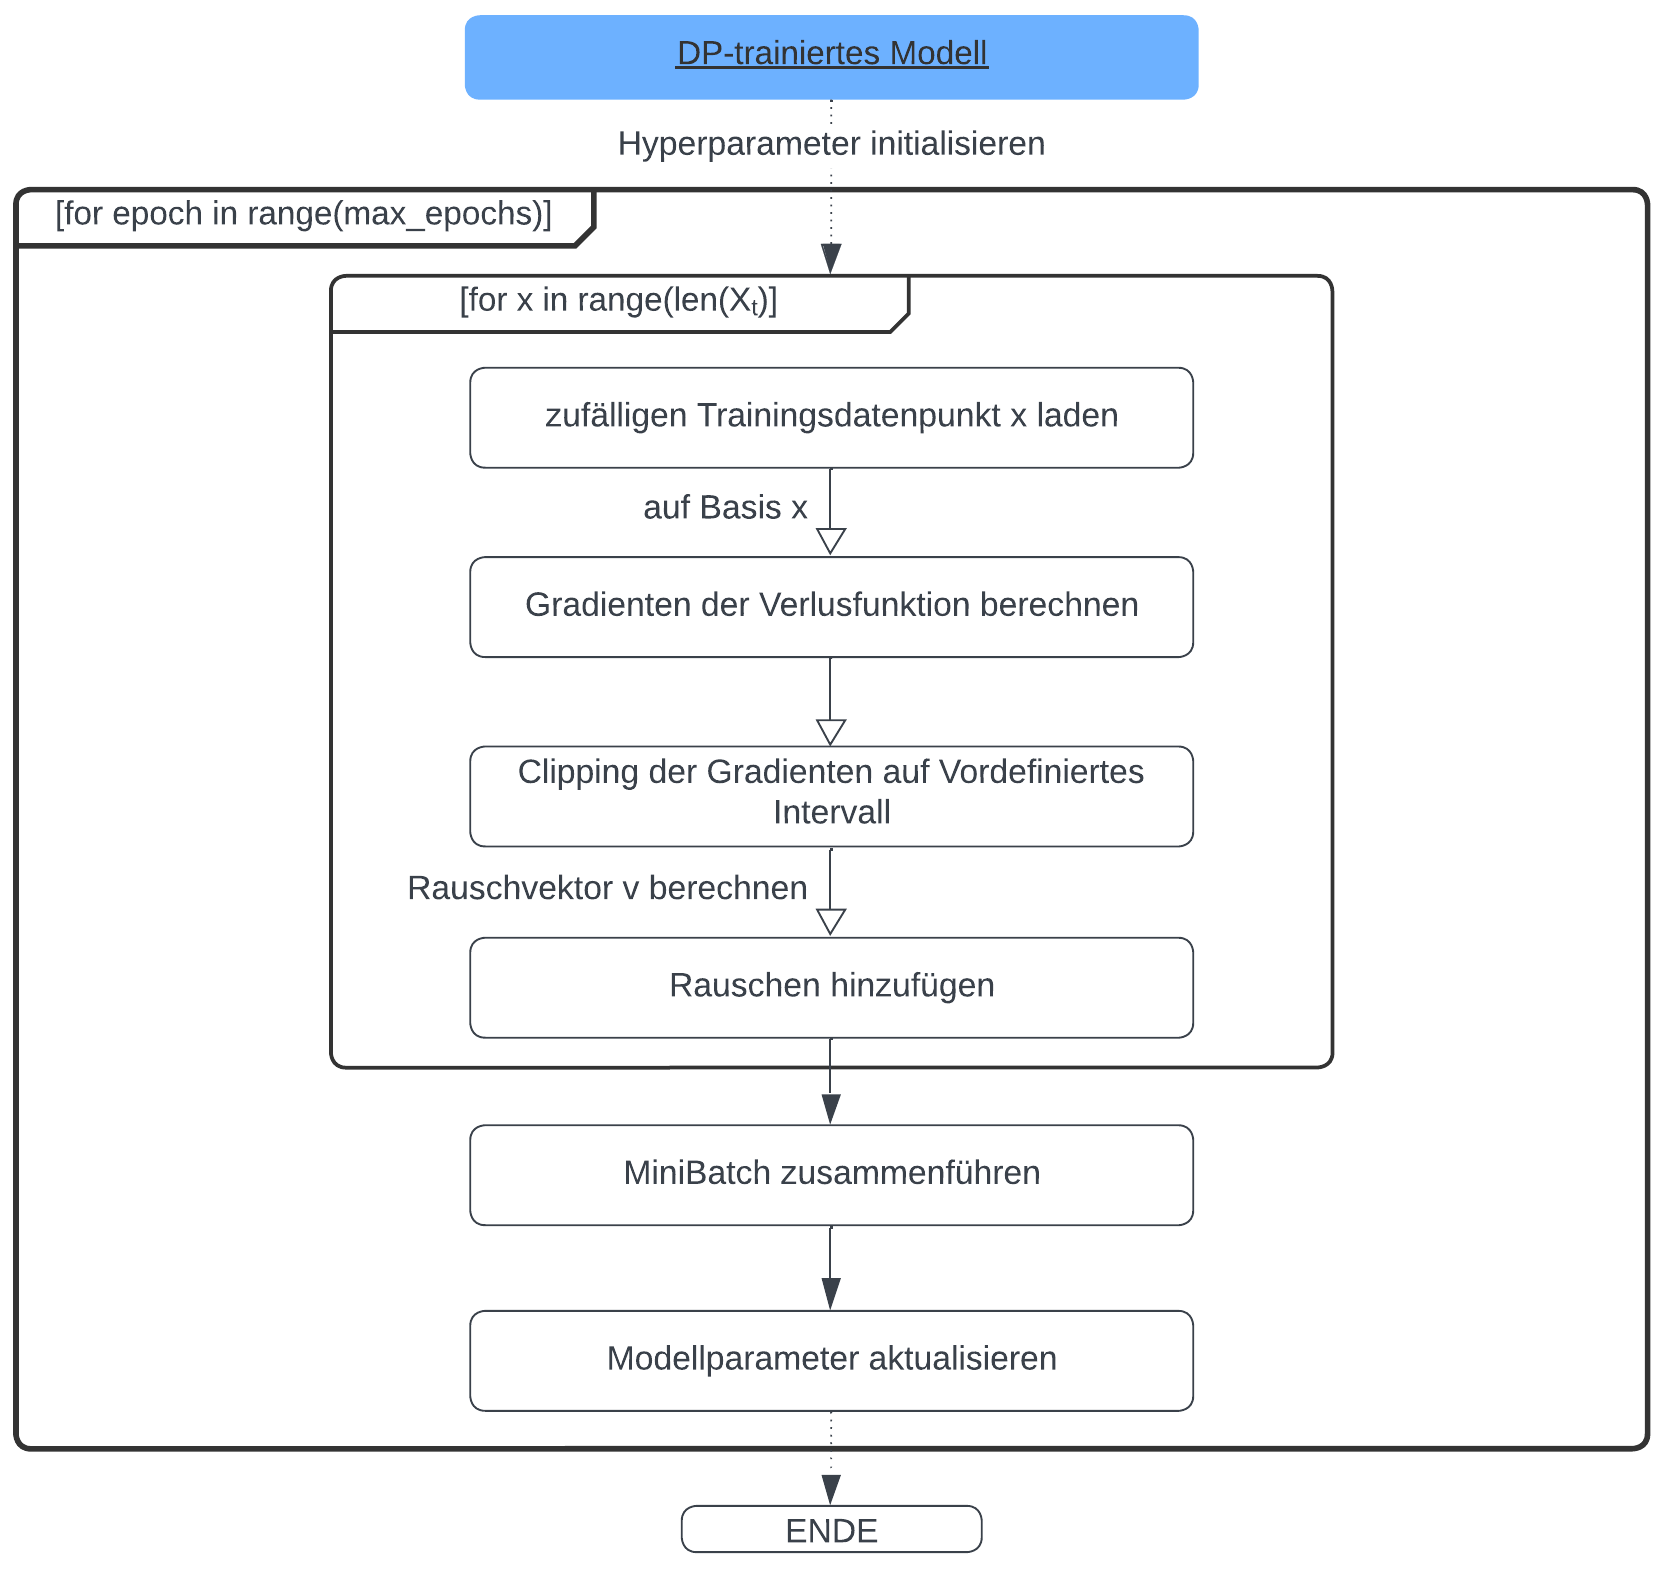 DP-trainiertes Modell
Hyperparameter initialisieren
[for epoch in range(max_epochs)]
[for x in range(len(Xₜ)]
zufälligen Trainingsdatenpunkt x laden
auf Basis x
Gradienten der Verlusfunktion berechnen
Clipping der Gradienten auf Vordefiniertes
Intervall
Rauschvektor v berechnen
Rauschen hinzufügen
MiniBatch zusammenführen
Modellparameter aktualisieren
ENDE